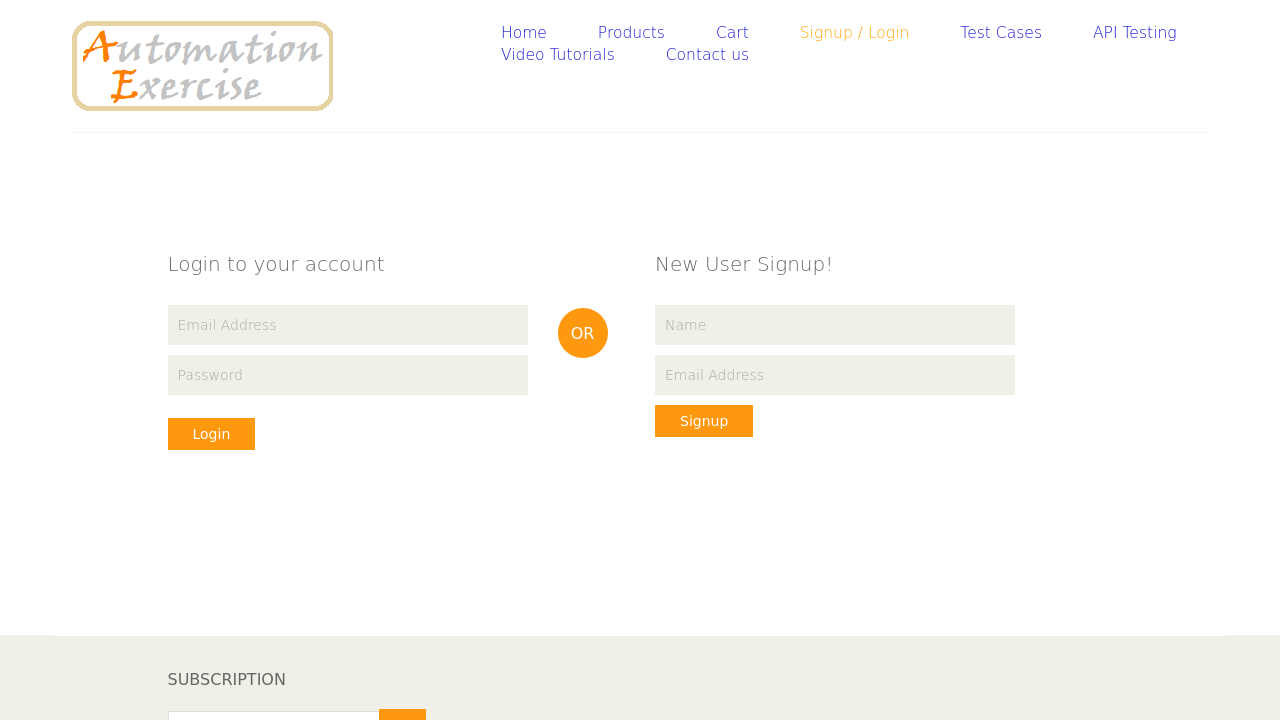 Automation
Exercise
Home Products Cart Signup / Login Test Cases API Testing
Video Tutorials Contact us
Login to your account
Email Address
Password
Login
OR
New User Signup!
Name
Email Address
Signup
SUBSCRIPTION